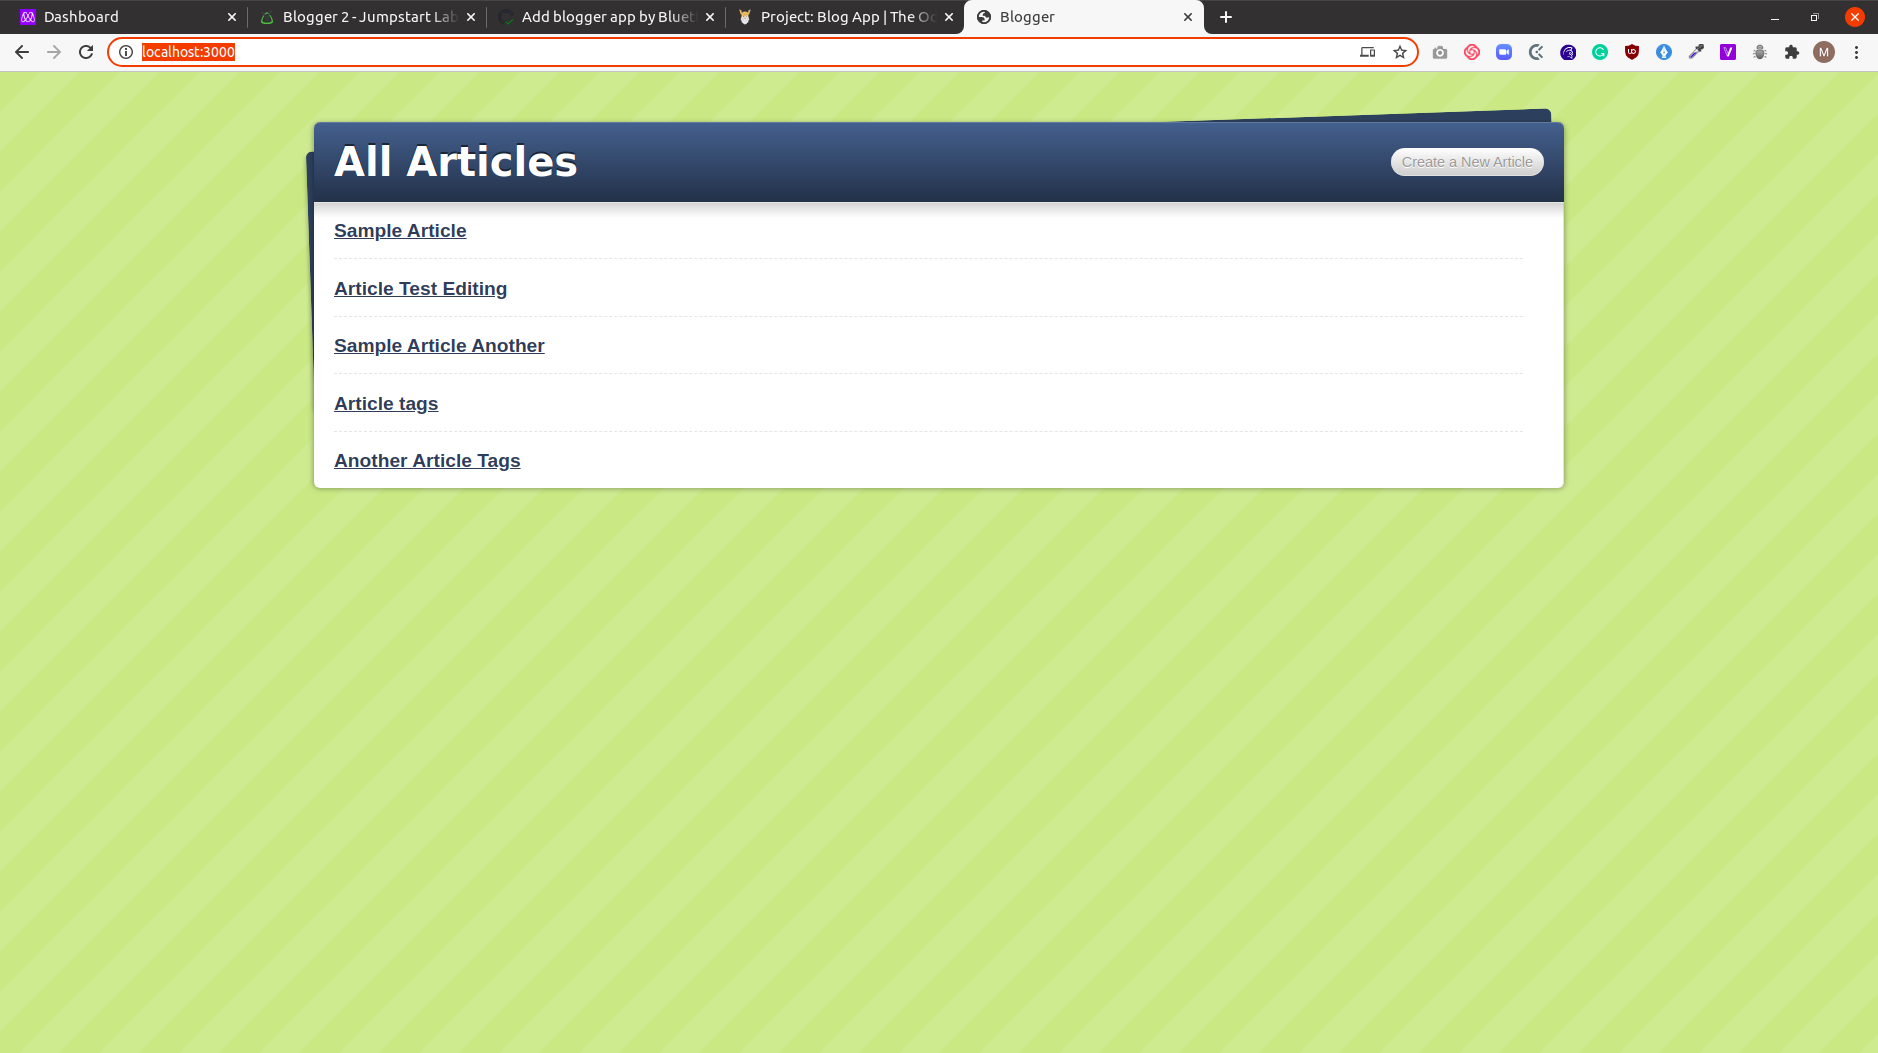 Dashboard
Blogger 2 - Jumpstart Lab
Add blogger app by Bluet
Project: Blog App | The Oc
Blogger
localhost:3000
M
All Articles
Create a New Article
Sample Article
Article Test Editing
Sample Article Another
Article tags
Another Article Tags